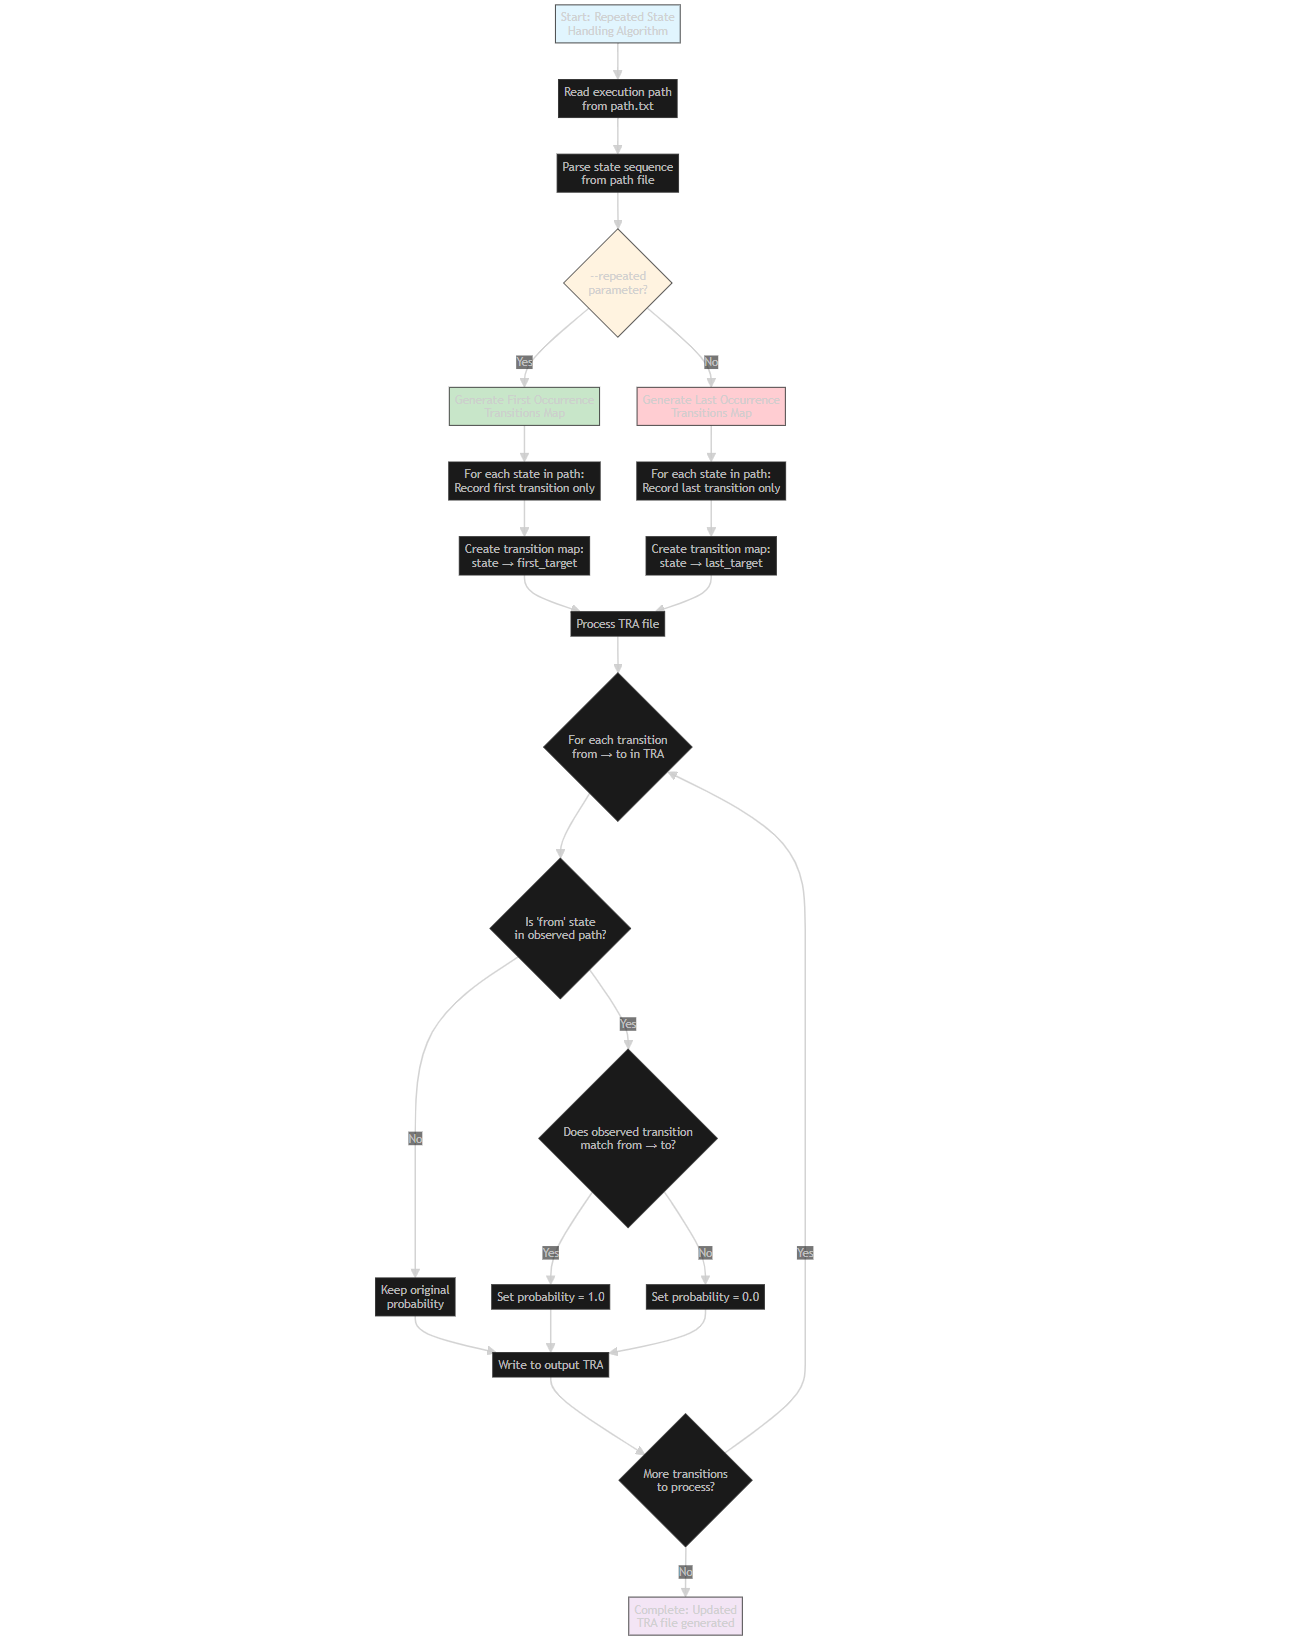 Start: Repeated State
Handling Algorithm
Read execution path
from path.txt
Parse state sequence
from path file
--repeated
parameter?
Yes
No
Generate First Occurrence
Transitions Map
Generate Last Occurrence
Transitions Map
For each state in path:
Record first transition only
For each state in path:
Record last transition only
Create transition map:
state → first_target
Create transition map:
state → last_target
Process TRA file
For each transition
from → to in TRA
Is 'from' state
in observed path?
Yes
Does observed transition
match from → to?
No
Yes
No
Yes
Keep original
probability
Set probability = 1.0
Set probability = 0.0
Write to output TRA
More transitions
to process?
No
Complete: Updated
TRA file generated